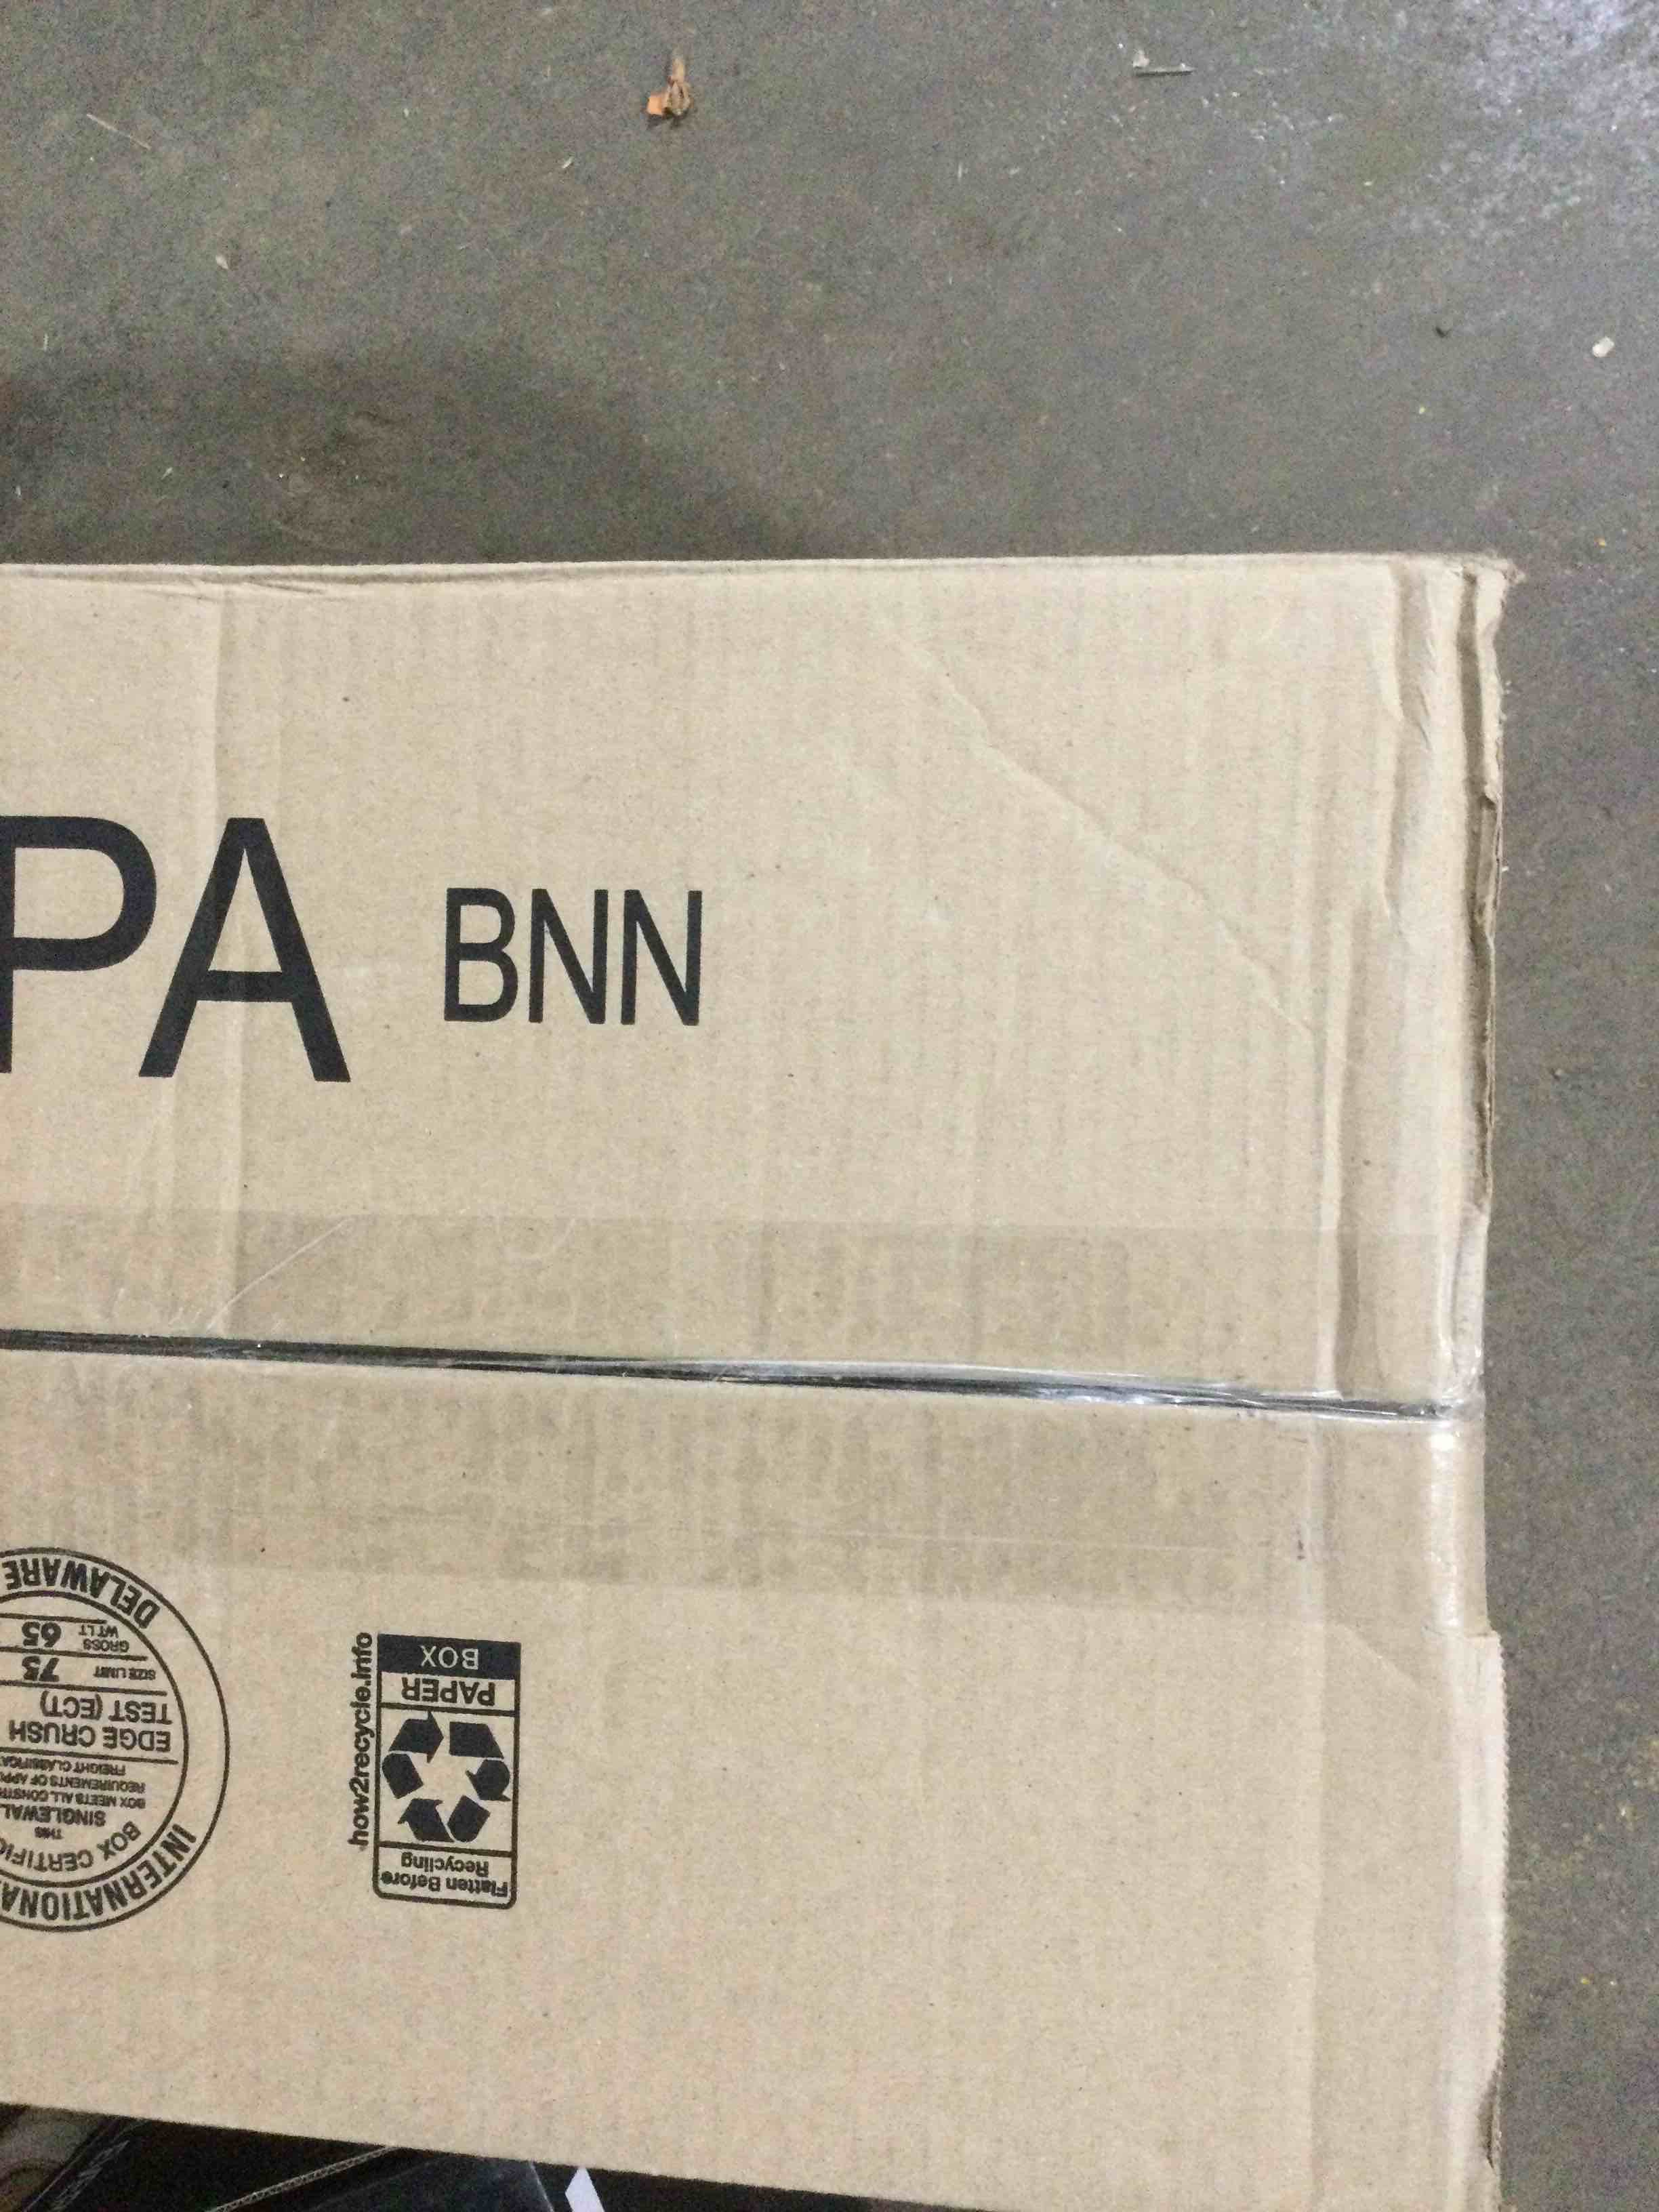 PA BNN
DELAWARE
GROSS WT LT 65
SIZE LIMIT 75
EDGE CRUSH
TEST (ECT)
FREIGHT CLASSIFICA
REQUIREMENTS OF APP
BOX MEETS ALL CONSTR
SINGLEWAL
THIS
BOX CERTIFIC
INTERNATIONA
how2recycle.info
BOX
PAPER
Flatten Before
Recycling